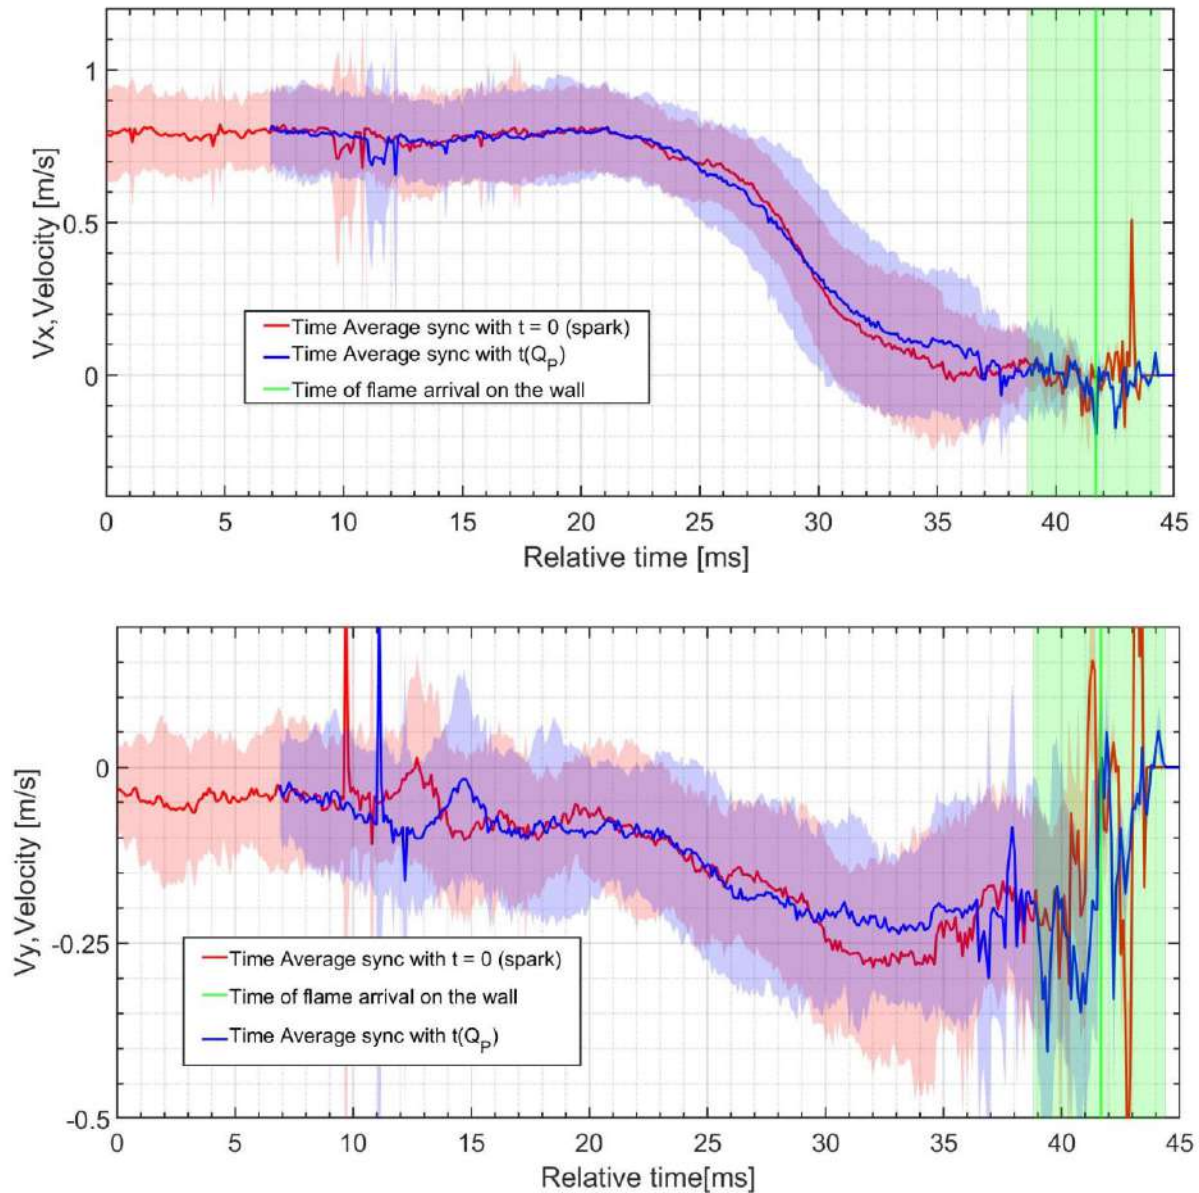 1
0.5
0
Vx,Velocity [m/s]
Time Average sync with t = 0 (spark)
Time Average sync with t(Q_P)
Time of flame arrival on the wall
0 5 10 15 20 25 30 35 40 45
Relative time [ms]
0
-0.25
-0.5
Vy,Velocity [m/s]
Time Average sync with t = 0 (spark)
Time of flame arrival on the wall
Time Average sync with t(Q_P)
0 5 10 15 20 25 30 35 40 45
Relative time[ms]